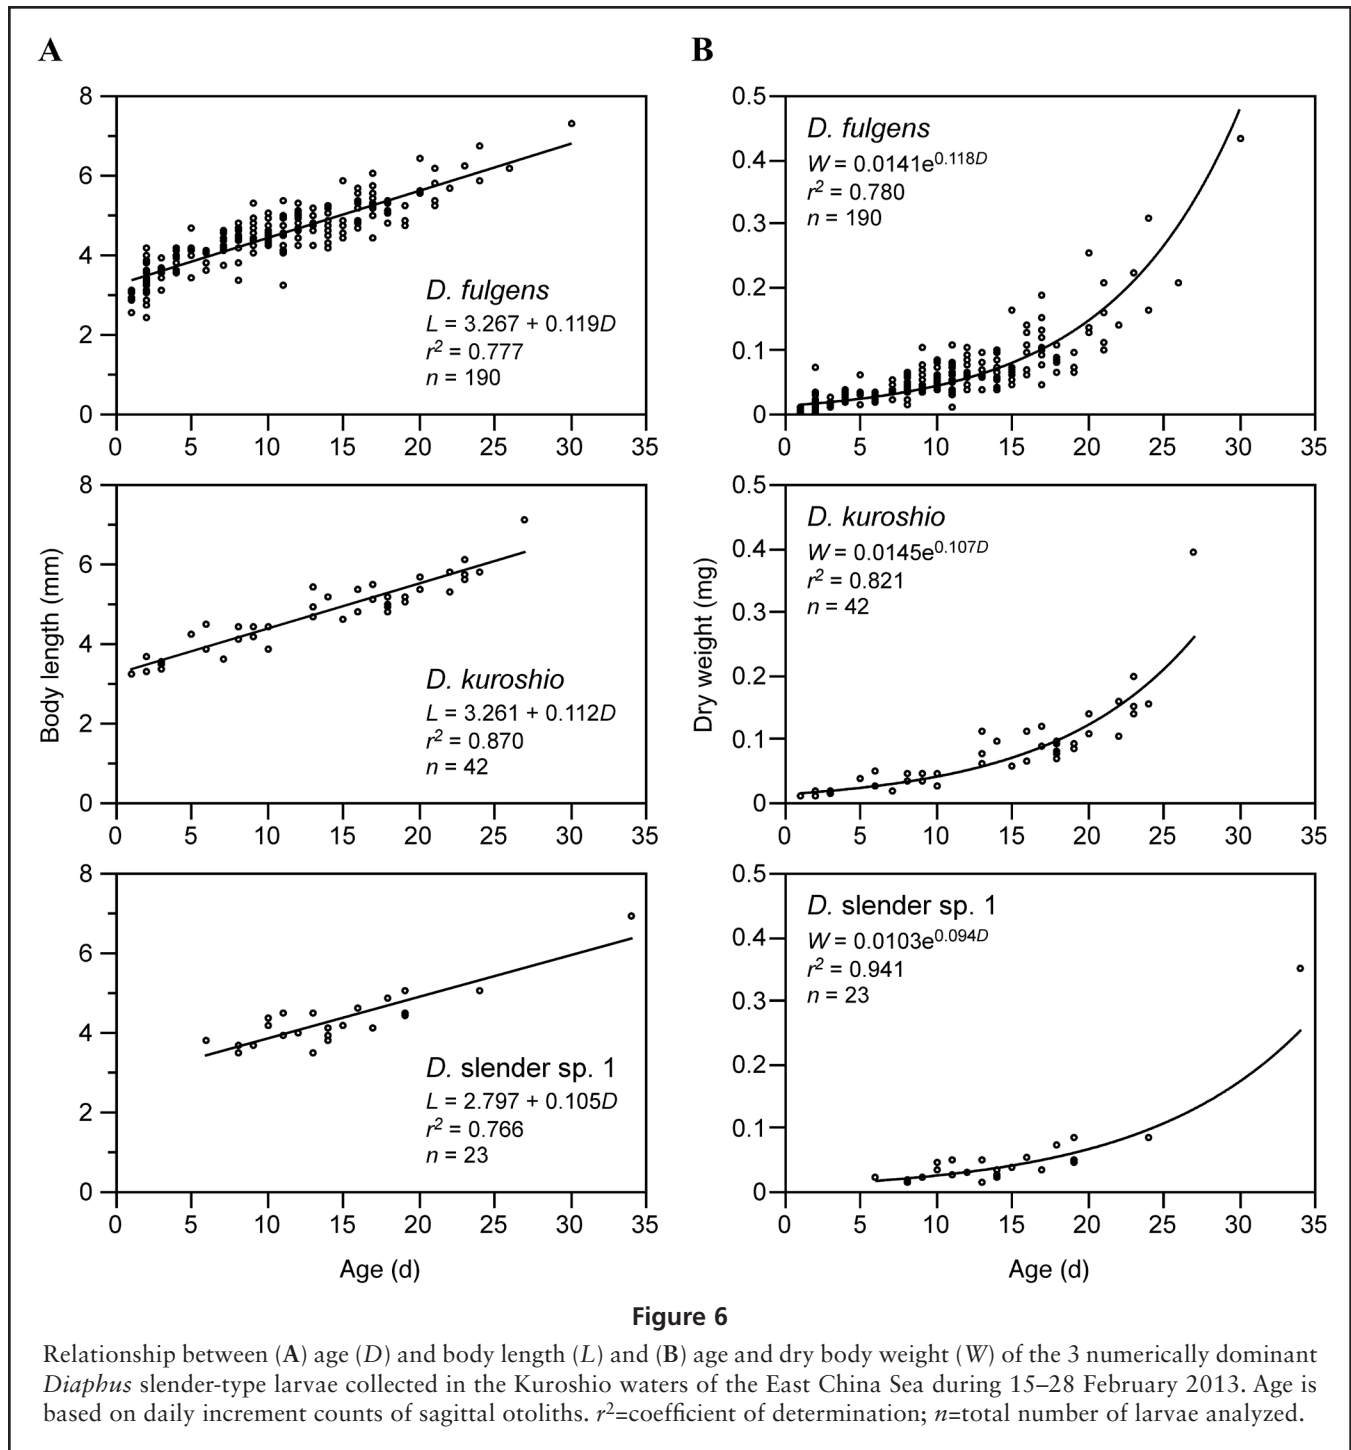 A
B
8
6
4
2
0
0 5 10 15 20 25 30 35
D. fulgens
L = 3.267 + 0.119D
r² = 0.777
n = 190
0.5
0.4
0.3
0.2
0.1
0
0 5 10 15 20 25 30 35
D. fulgens
W = 0.0141e^0.118D
r² = 0.780
n = 190
Body length (mm)
8
6
4
2
0
0 5 10 15 20 25 30 35
D. kuroshio
L = 3.261 + 0.112D
r² = 0.870
n = 42
Dry weight (mg)
0.5
0.4
0.3
0.2
0.1
0
0 5 10 15 20 25 30 35
D. kuroshio
W = 0.0145e^0.107D
r² = 0.821
n = 42
8
6
4
2
0
0 5 10 15 20 25 30 35
D. slender sp. 1
L = 2.797 + 0.105D
r² = 0.766
n = 23
Age (d)
0.5
0.4
0.3
0.2
0.1
0
0 5 10 15 20 25 30 35
D. slender sp. 1
W = 0.0103e^0.094D
r² = 0.941
n = 23
Age (d)
Figure 6
Relationship between (A) age (D) and body length (L) and (B) age and dry body weight (W) of the 3 numerically dominant
Diaphus slender-type larvae collected in the Kuroshio waters of the East China Sea during 15–28 February 2013. Age is
based on daily increment counts of sagittal otoliths. r²=coefficient of determination; n=total number of larvae analyzed.